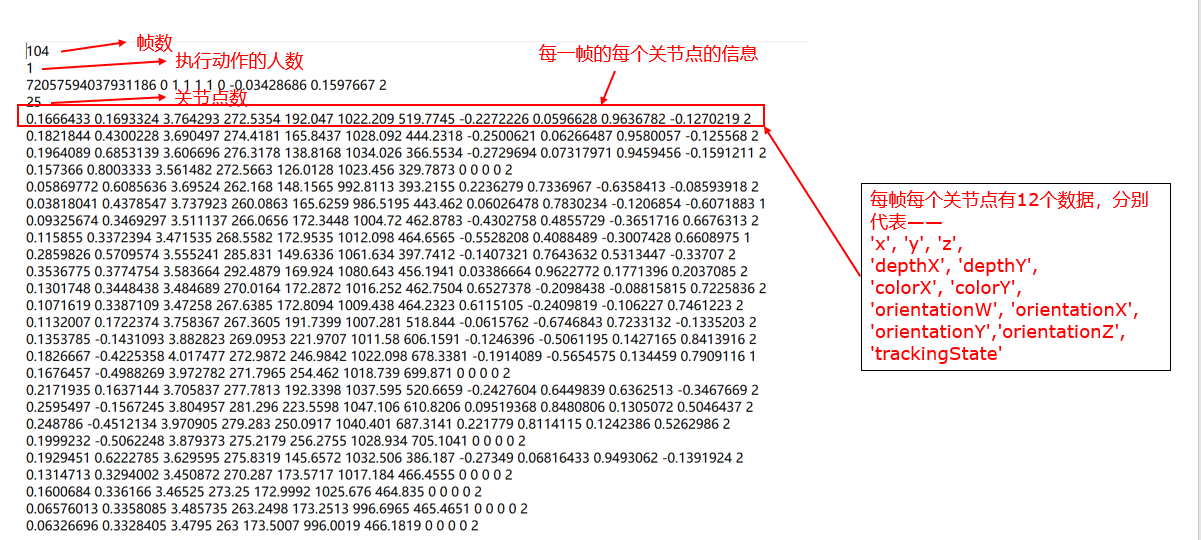 104
帧数
1
执行动作的人数
每一帧的每个关节点的信息
72057594037931186 0 1 1 1 1 0 -0.03428686 0.1597667 2
25
关节点数
0.1666433 0.1693324 3.764293 272.5354 192.047 1022.209 519.7745 -0.2272226 0.0596628 0.9636782 -0.1270219 2
0.1821844 0.4300228 3.690497 274.4181 165.8437 1028.092 444.2318 -0.2500621 0.06266487 0.9580057 -0.125568 2
0.1964089 0.6853139 3.606696 276.3178 138.8168 1034.026 366.5534 -0.2729694 0.07317971 0.9459456 -0.1591211 2
0.157366 0.8003333 3.561482 272.5663 126.0128 1023.456 329.7873 0 0 0 0 2
0.05869772 0.6085636 3.69524 262.168 148.1565 992.8113 393.2155 0.2236279 0.7336967 -0.6358413 -0.08593918 2
0.03818041 0.4378547 3.737923 260.0863 165.6259 986.5195 443.462 0.06026478 0.7830234 -0.1206854 -0.6071883 1
0.09325674 0.3469297 3.511137 266.0656 172.3448 1004.72 462.8783 -0.4302758 0.4855729 -0.3651716 0.6676313 2
0.115855 0.3372394 3.471535 268.5582 172.9535 1012.098 464.6565 -0.5528208 0.4088489 -0.3007428 0.6608975 1
0.2859826 0.5709574 3.555241 285.831 149.6336 1061.634 397.7412 -0.1407321 0.7643632 0.5313447 -0.33707 2
0.3536775 0.3774754 3.583664 292.4879 169.924 1080.643 456.1941 0.03386664 0.9622772 0.1771396 0.2037085 2
0.1301748 0.3448438 3.484689 270.0164 172.2872 1016.252 462.7504 0.6527378 -0.2098438 -0.08815815 0.7225836 2
0.1071619 0.3387109 3.47258 267.6385 172.8094 1009.438 464.2323 0.6115105 -0.2409819 -0.106227 0.7461223 2
0.1132007 0.1722374 3.758367 267.3605 191.7399 1007.281 518.844 -0.0615762 -0.6746843 0.7233132 -0.1335203 2
0.1353785 -0.1431093 3.882823 269.0953 221.9707 1011.58 606.1591 -0.1246396 -0.5061195 0.1427165 0.8413916 2
0.1826667 -0.4225358 4.017477 272.9872 246.9842 1022.098 678.3381 -0.1914089 -0.5654575 0.134459 0.7909116 1
0.1676457 -0.4988269 3.972782 271.7965 254.462 1018.739 699.871 0 0 0 0 2
0.2171935 0.1637144 3.705837 277.7813 192.3398 1037.595 520.6659 -0.2427604 0.6449839 0.6362513 -0.3467669 2
0.2595497 -0.1567245 3.804957 281.296 223.5598 1047.106 610.8206 0.09519368 0.8480806 0.1305072 0.5046437 2
0.248786 -0.4512134 3.970905 279.283 250.0917 1040.401 687.3141 0.221779 0.8114115 0.1242386 0.5262986 2
0.1999232 -0.5062248 3.879373 275.2179 256.2755 1028.934 705.1041 0 0 0 0 2
0.1929451 0.6222785 3.629595 275.8319 145.6572 1032.506 386.187 -0.27349 0.06816433 0.9493062 -0.1391924 2
0.1314713 0.3294002 3.450872 270.287 173.5717 1017.184 466.4555 0 0 0 0 2
0.1600684 0.336166 3.46525 273.25 172.9992 1025.676 464.835 0 0 0 0 2
0.06576013 0.3358085 3.485735 263.2498 173.2513 996.6965 465.4651 0 0 0 0 2
0.06326696 0.3328405 3.4795 263 173.5007 996.0019 466.1819 0 0 0 0 2
每帧每个关节点有12个数据，分别
代表——
'x', 'y', 'z',
'depthX', 'depthY',
'colorX', 'colorY',
'orientationW', 'orientationX',
'orientationY','orientationZ',
'trackingState'